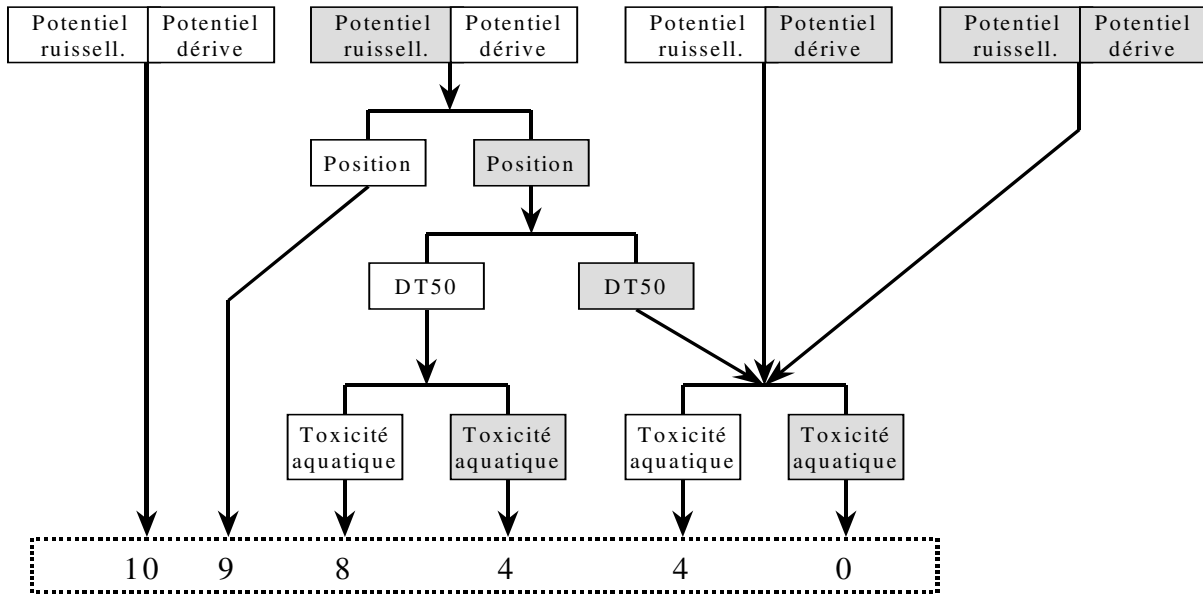 Potentiel ruissell.
Potentiel dérive
Potentiel ruissell.
Potentiel dérive
Potentiel ruissell.
Potentiel dérive
Potentiel ruissell.
Potentiel dérive
Position
Position
DT50
DT50
Toxicité aquatique
Toxicité aquatique
Toxicité aquatique
Toxicité aquatique
10 9 8 4 4 0